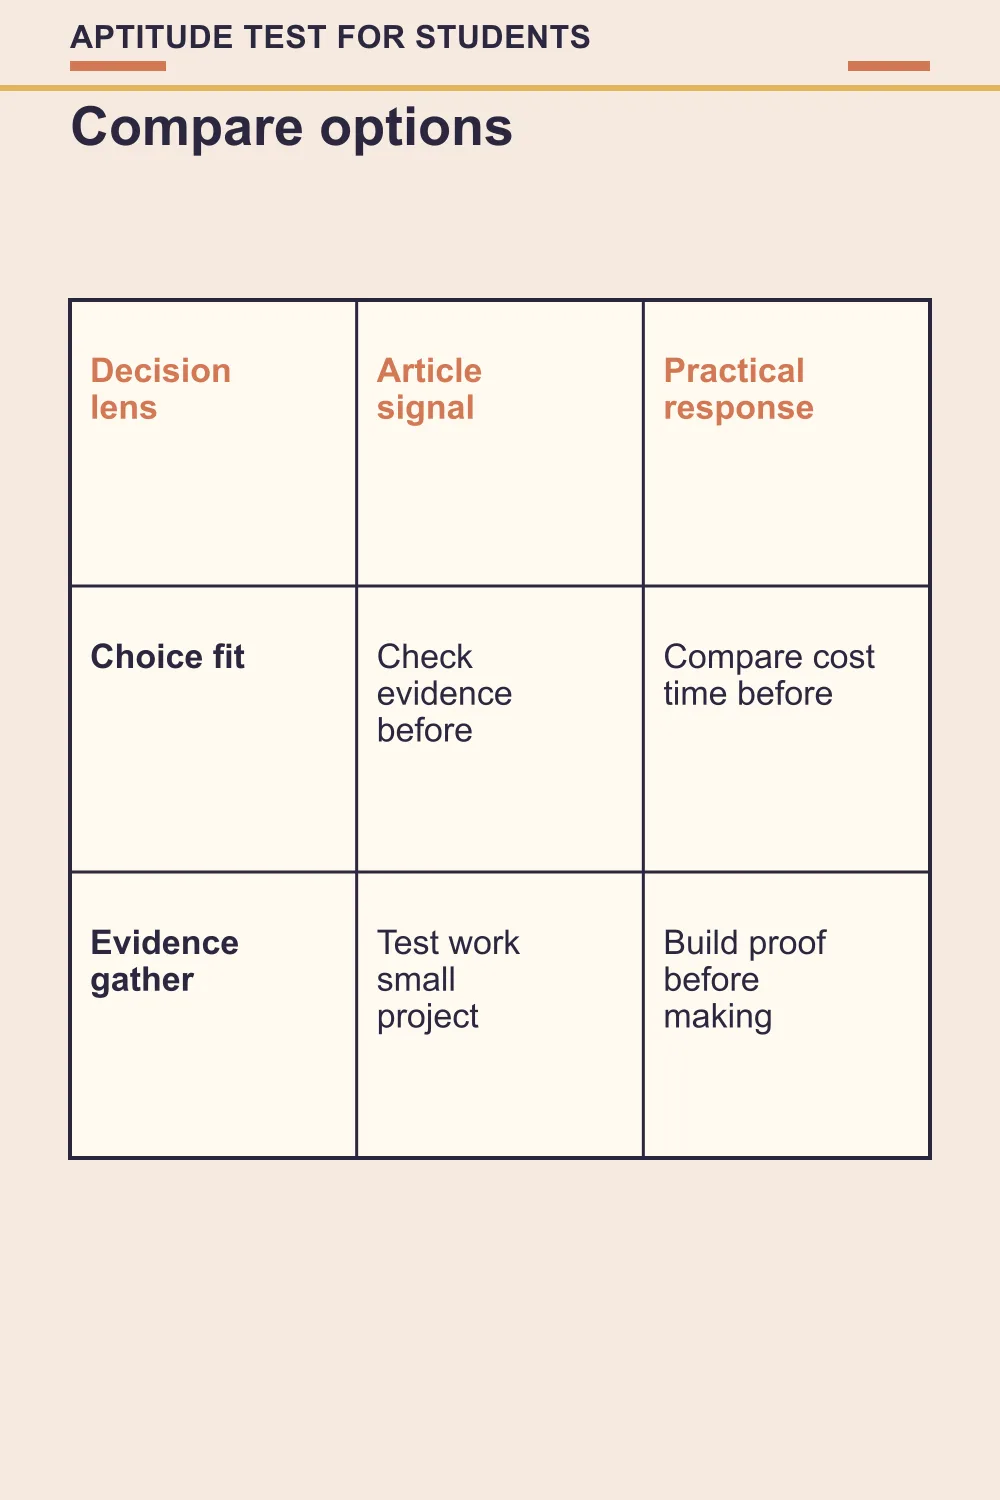 APTITUDE TEST FOR STUDENTS
Compare options
Decision
lens
Article
signal
Practical
response
Choice fit
Check
evidence
before
Compare cost
time before
Evidence
gather
Test work
small
project
Build proof
before
making